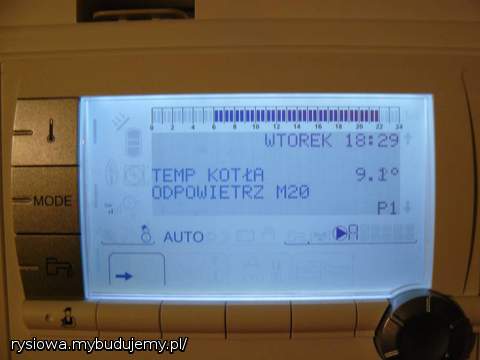 0 2 4 6 8 10 12 14 16 18 20 22 24
WTOREK 18:29
TEMP KOTŁA 9.1°
ODPOWIETRZ M20
P1
MODE
AUTO
A
rysiowa.mybudujemy.pl/